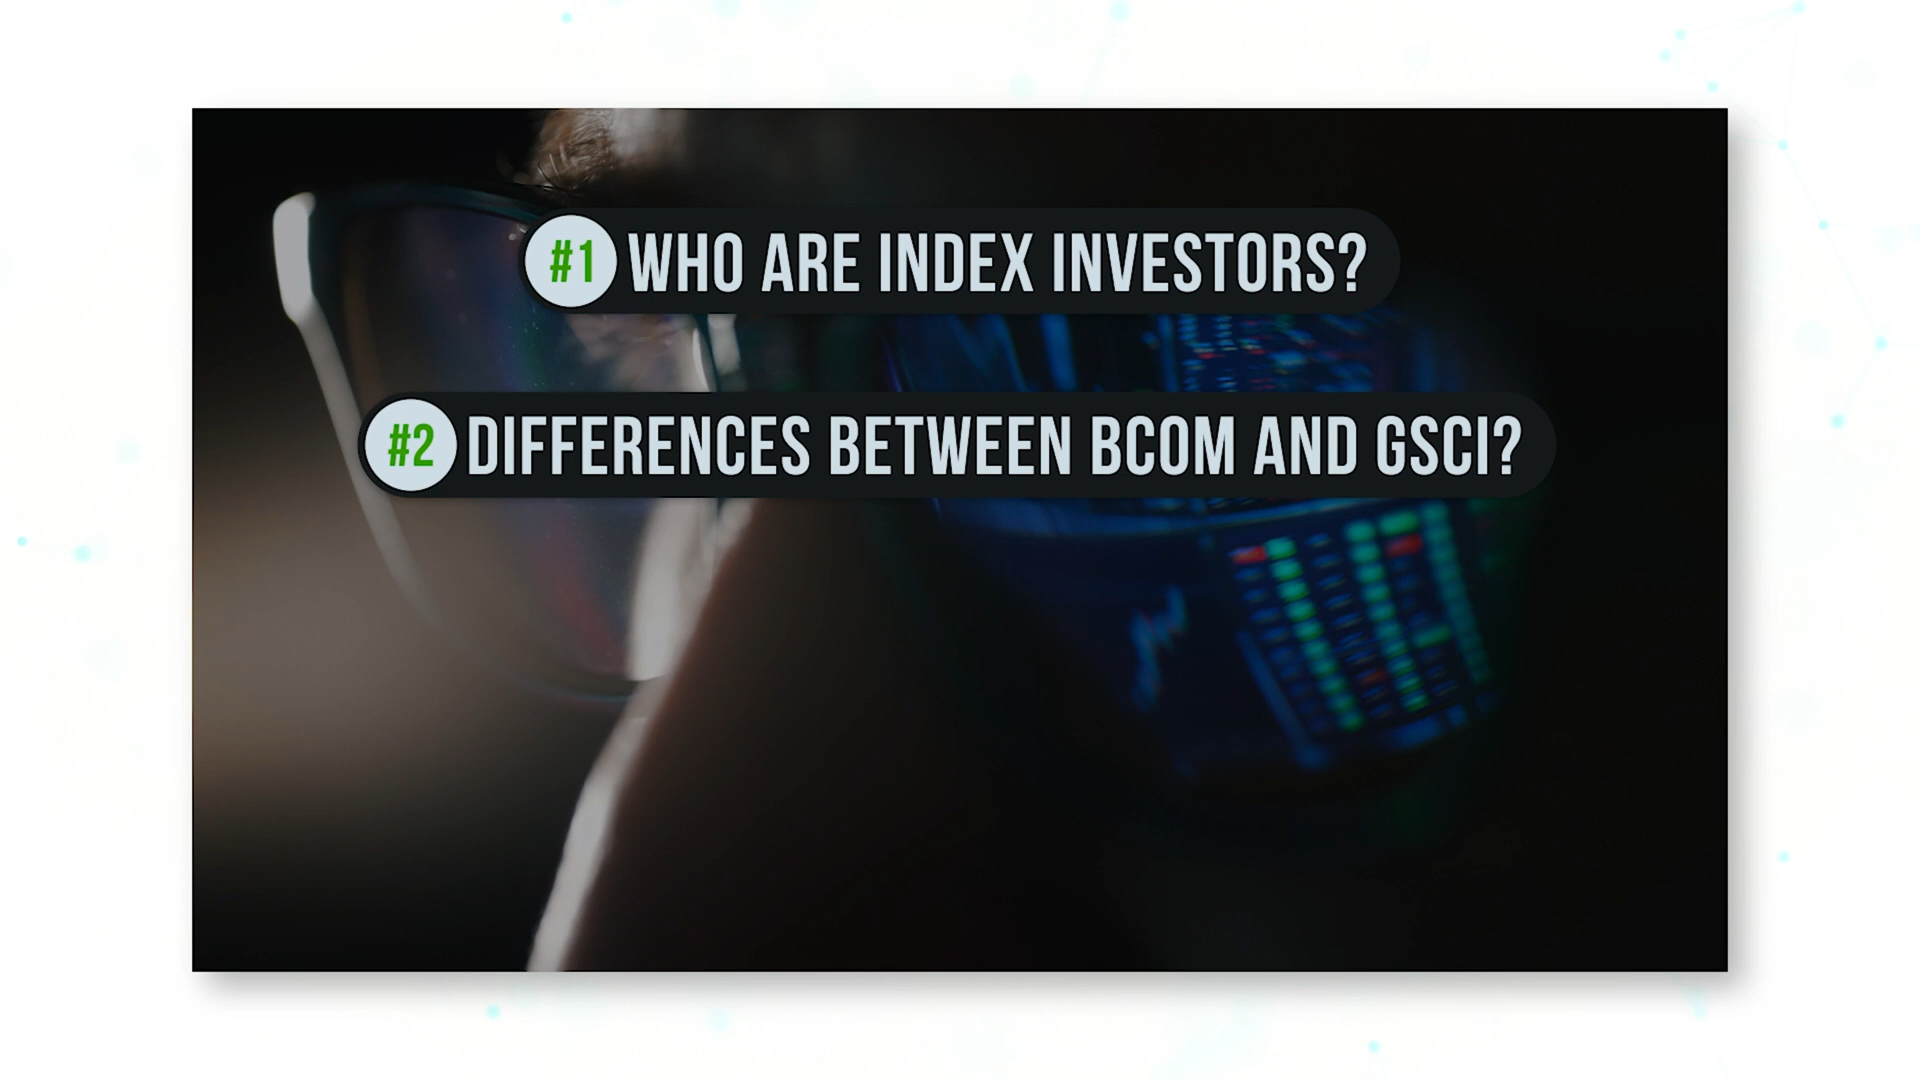 #1 WHO ARE INDEX INVESTORS?
#2 DIFFERENCES BETWEEN BCOM AND GSCI?